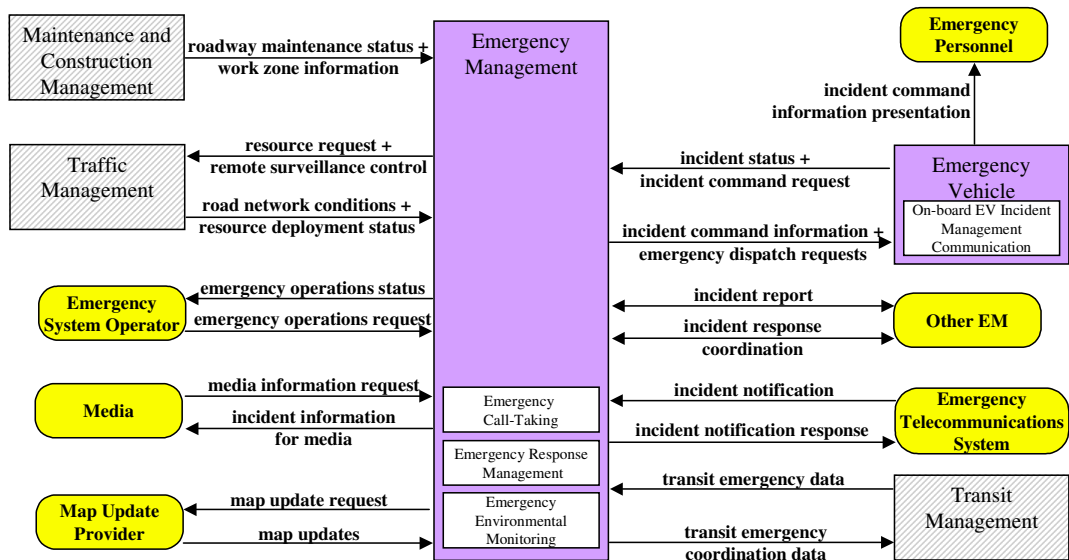 Maintenance and
Construction
Management
roadway maintenance status +
work zone information
Traffic
Management
resource request +
remote surveillance control
road network conditions +
resource deployment status
Emergency
System Operator
emergency operations status
emergency operations request
Media
media information request
incident information
for media
Map Update
Provider
map update request
map updates
Emergency
Management
Emergency
Call-Taking
Emergency Response
Management
Emergency
Environmental
Monitoring
Emergency
Personnel
incident command
information presentation
incident status +
incident command request
Emergency
Vehicle
On-board EV Incident
Management
Communication
incident command information +
emergency dispatch requests
incident report
incident response
coordination
Other EM
incident notification
incident notification response
Emergency
Telecommunications
System
transit emergency data
transit emergency
coordination data
Transit
Management